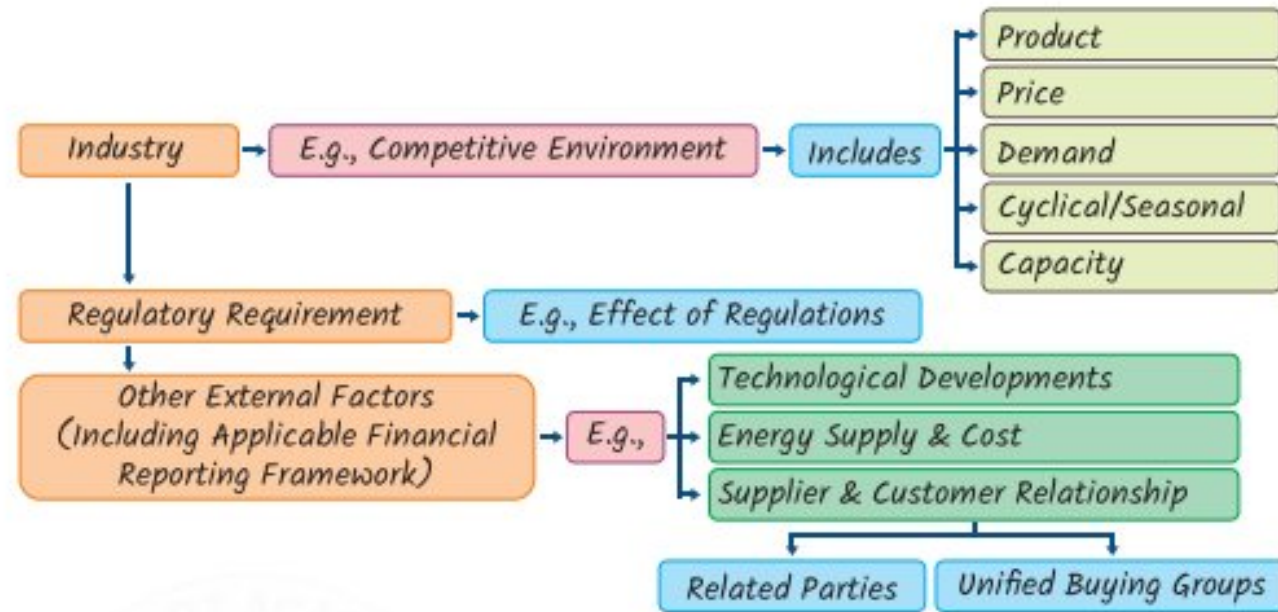 Industry
E.g., Competitive Environment
Includes
Product
Price
Demand
Cyclical/Seasonal
Capacity
Regulatory Requirement
E.g., Effect of Regulations
Other External Factors
(Including Applicable Financial
Reporting Framework)
E.g.,
Technological Developments
Energy Supply & Cost
Supplier & Customer Relationship
Related Parties
Unified Buying Groups